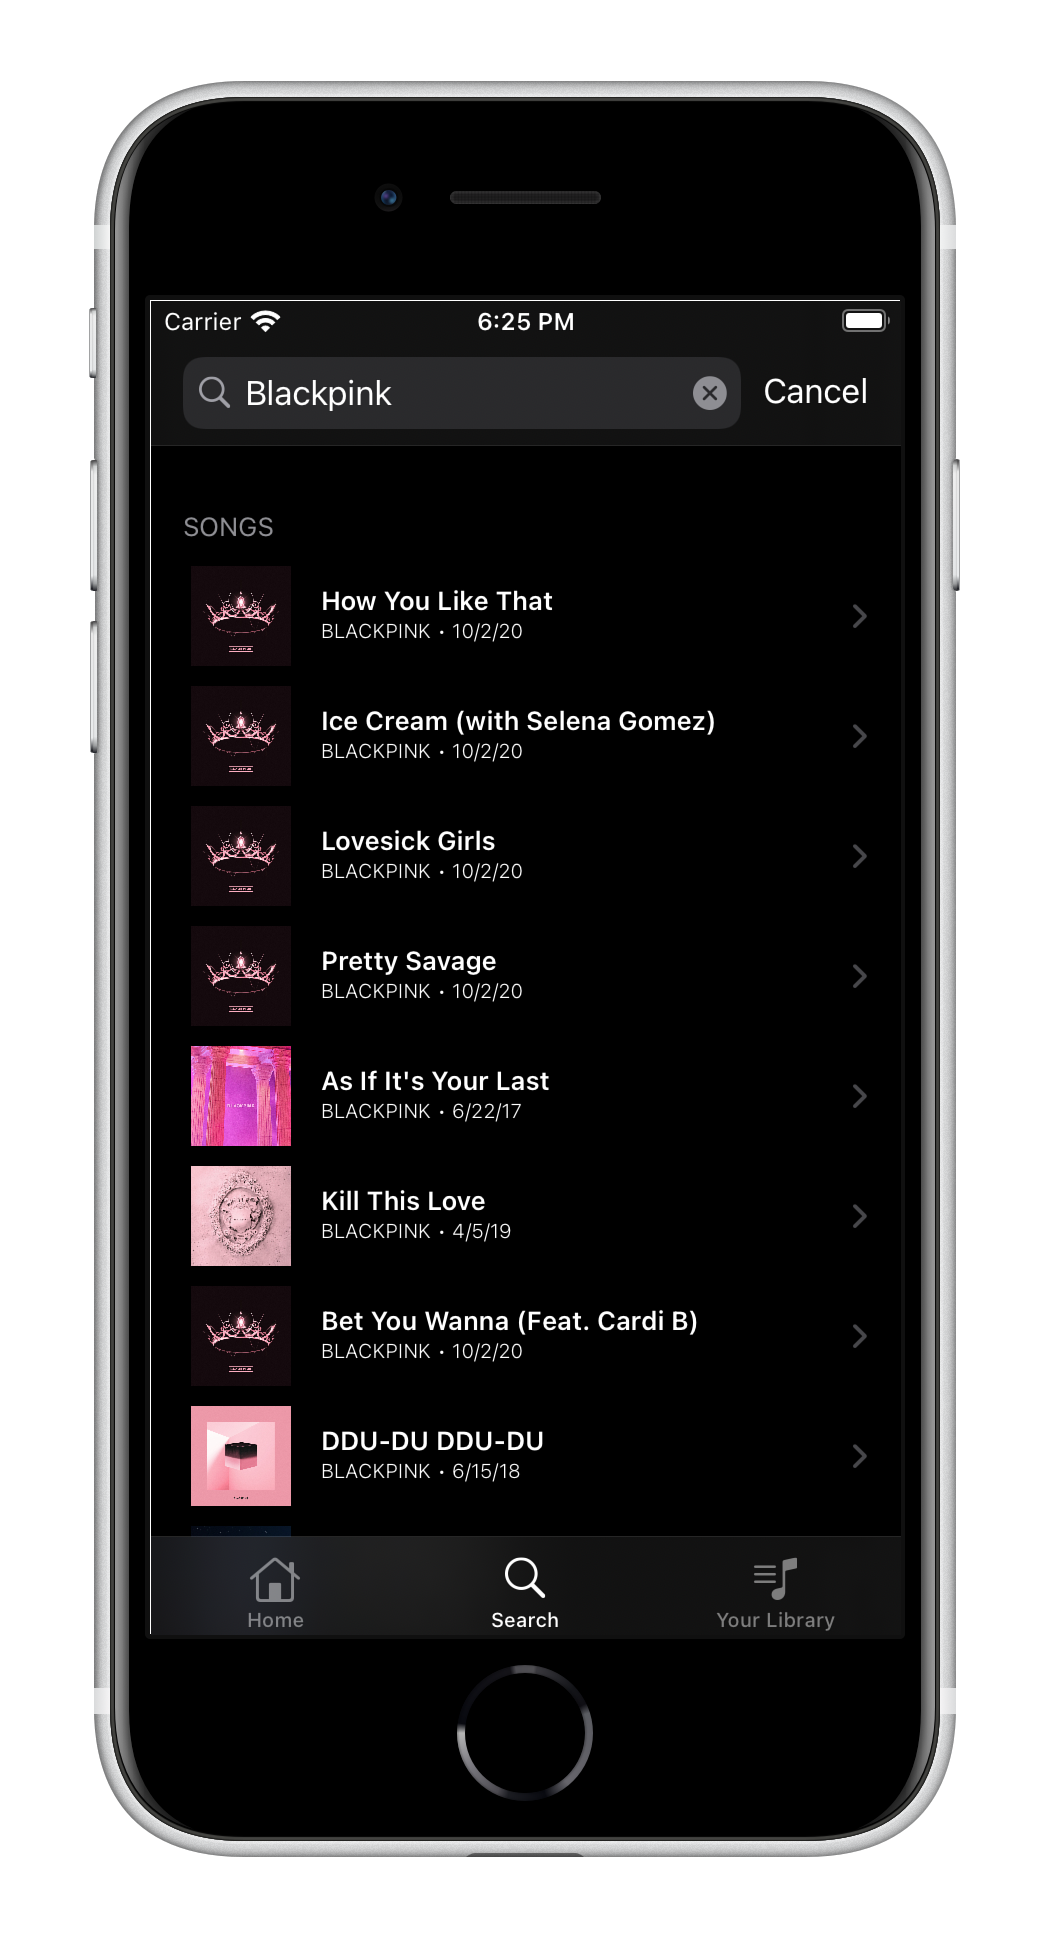 Carrier 6:25 PM
Blackpink Cancel
SONGS
How You Like That
BLACKPINK • 10/2/20
Ice Cream (with Selena Gomez)
BLACKPINK • 10/2/20
Lovesick Girls
BLACKPINK • 10/2/20
Pretty Savage
BLACKPINK • 10/2/20
As If It's Your Last
BLACKPINK • 6/22/17
Kill This Love
BLACKPINK • 4/5/19
Bet You Wanna (Feat. Cardi B)
BLACKPINK • 10/2/20
DDU-DU DDU-DU
BLACKPINK • 6/15/18
Home Search Your Library